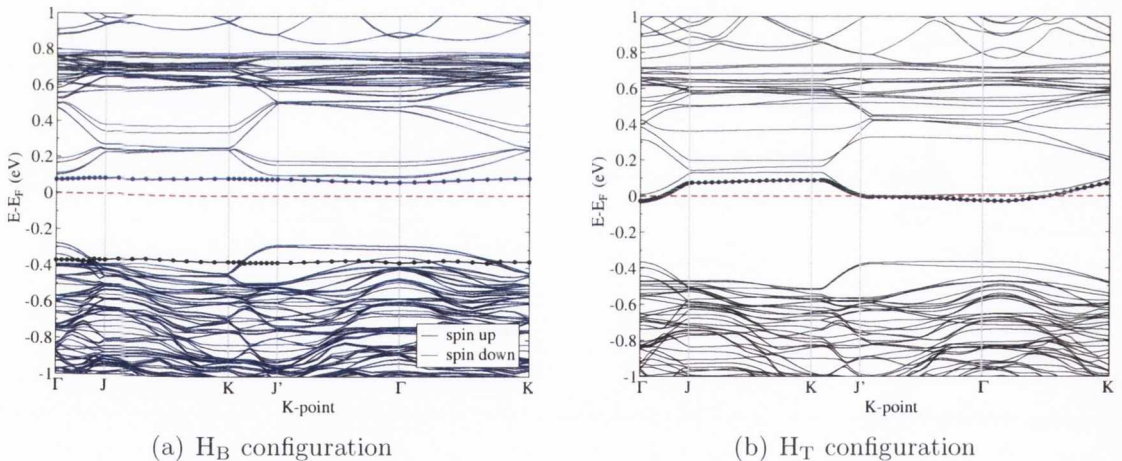 1
0.8
0.6
0.4
0.2
0
-0.2
-0.4
-0.6
-0.8
-1
E-E_F (eV)
spin up
spin down
Γ J K J' Γ K
K-point
(a) H_B configuration
1
0.8
0.6
0.4
0.2
0
-0.2
-0.4
-0.6
-0.8
-1
E-E_F (eV)
Γ J K J' Γ K
K-point
(b) H_T configuration